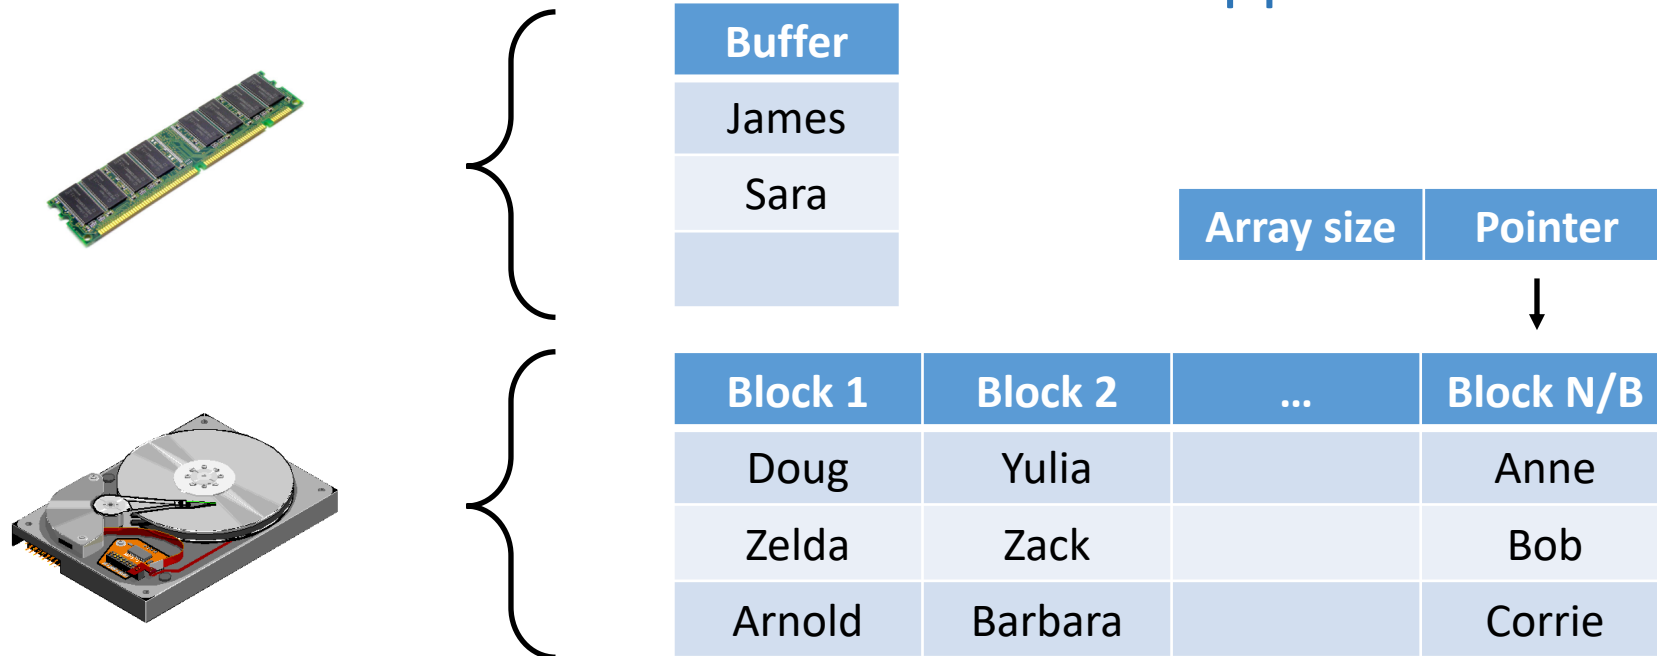 Buffer
James
Sara
Array size Pointer
Block 1 Block 2 ... Block N/B
Doug Yulia Anne
Zelda Zack Bob
Arnold Barbara Corrie